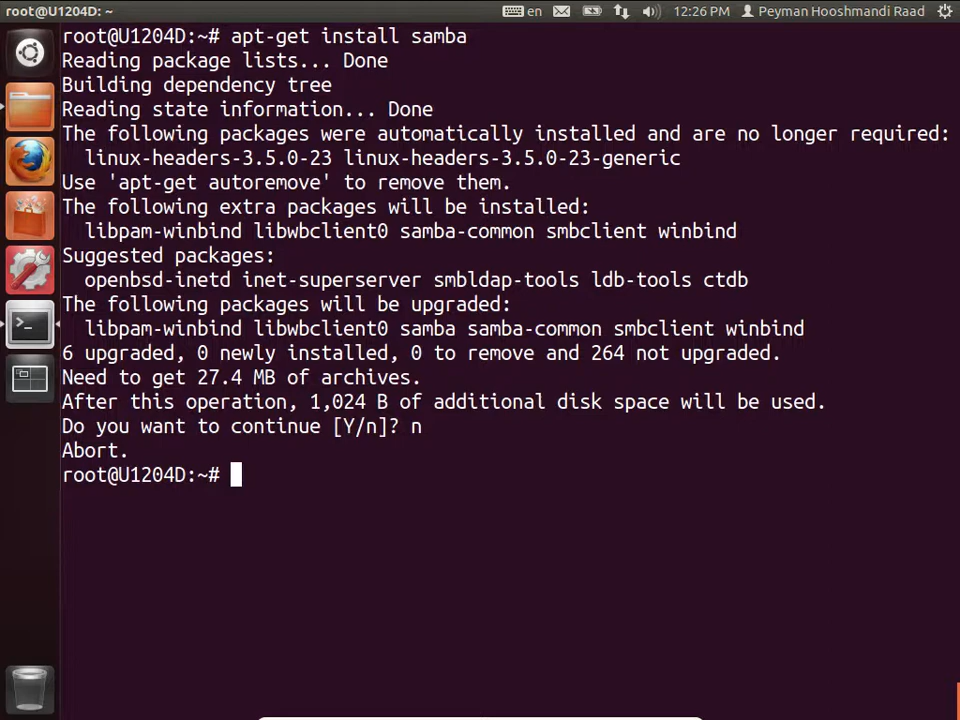 root@U1204D: ~
en
12:26 PM
Peyman Hooshmandi Raad
root@U1204D:~# apt-get install samba
Reading package lists... Done
Building dependency tree
Reading state information... Done
The following packages were automatically installed and are no longer required:
linux-headers-3.5.0-23 linux-headers-3.5.0-23-generic
Use 'apt-get autoremove' to remove them.
The following extra packages will be installed:
libpam-winbind libwbclient0 samba-common smbclient winbind
Suggested packages:
openbsd-inetd inet-superserver smbldap-tools ldb-tools ctdb
The following packages will be upgraded:
libpam-winbind libwbclient0 samba samba-common smbclient winbind
6 upgraded, 0 newly installed, 0 to remove and 264 not upgraded.
Need to get 27.4 MB of archives.
After this operation, 1,024 B of additional disk space will be used.
Do you want to continue [Y/n]? n
Abort.
root@U1204D:~#